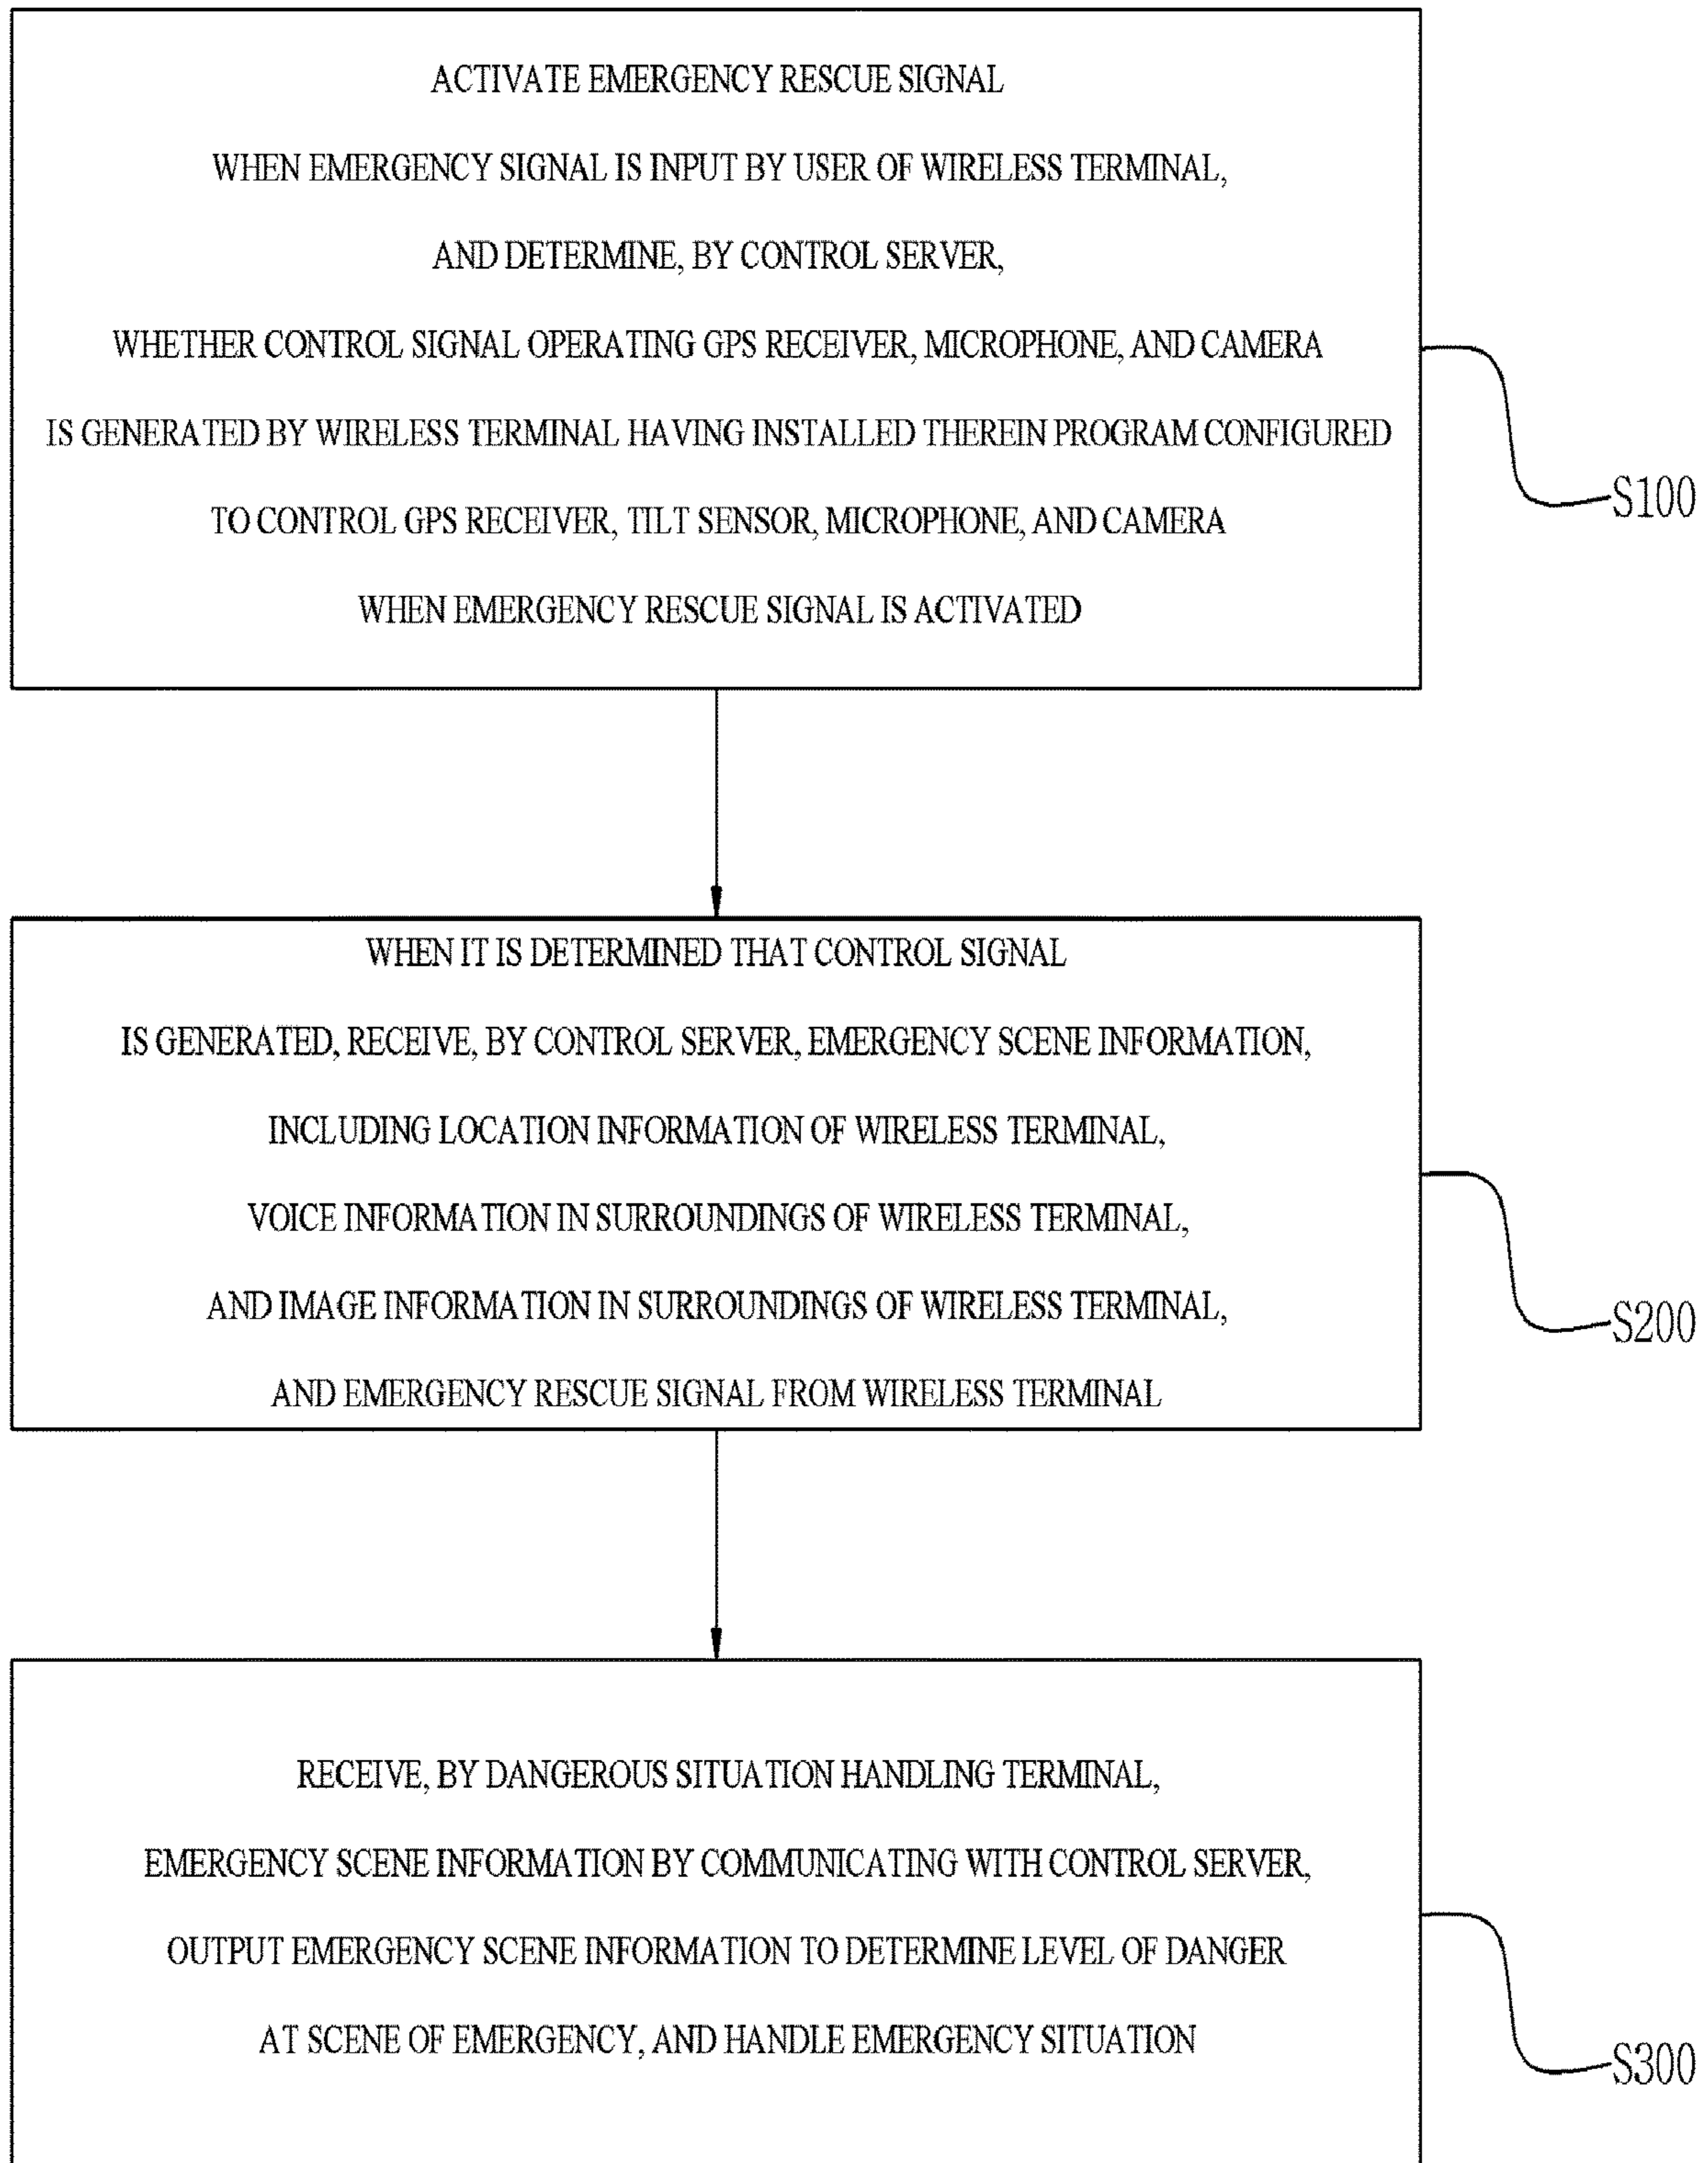 ACTIVATE EMERGENCY RESCUE SIGNAL
WHEN EMERGENCY SIGNAL IS INPUT BY USER OF WIRELESS TERMINAL,
AND DETERMINE, BY CONTROL SERVER,
WHETHER CONTROL SIGNAL OPERATING GPS RECEIVER, MICROPHONE, AND CAMERA
IS GENERATED BY WIRELESS TERMINAL HAVING INSTALLED THEREIN PROGRAM CONFIGURED
TO CONTROL GPS RECEIVER, TILT SENSOR, MICROPHONE, AND CAMERA
WHEN EMERGENCY RESCUE SIGNAL IS ACTIVATED
S100
WHEN IT IS DETERMINED THAT CONTROL SIGNAL
IS GENERATED, RECEIVE, BY CONTROL SERVER, EMERGENCY SCENE INFORMATION,
INCLUDING LOCATION INFORMATION OF WIRELESS TERMINAL,
VOICE INFORMATION IN SURROUNDINGS OF WIRELESS TERMINAL,
AND IMAGE INFORMATION IN SURROUNDINGS OF WIRELESS TERMINAL,
AND EMERGENCY RESCUE SIGNAL FROM WIRELESS TERMINAL
S200
RECEIVE, BY DANGEROUS SITUATION HANDLING TERMINAL,
EMERGENCY SCENE INFORMATION BY COMMUNICATING WITH CONTROL SERVER,
OUTPUT EMERGENCY SCENE INFORMATION TO DETERMINE LEVEL OF DANGER
AT SCENE OF EMERGENCY, AND HANDLE EMERGENCY SITUATION
S300